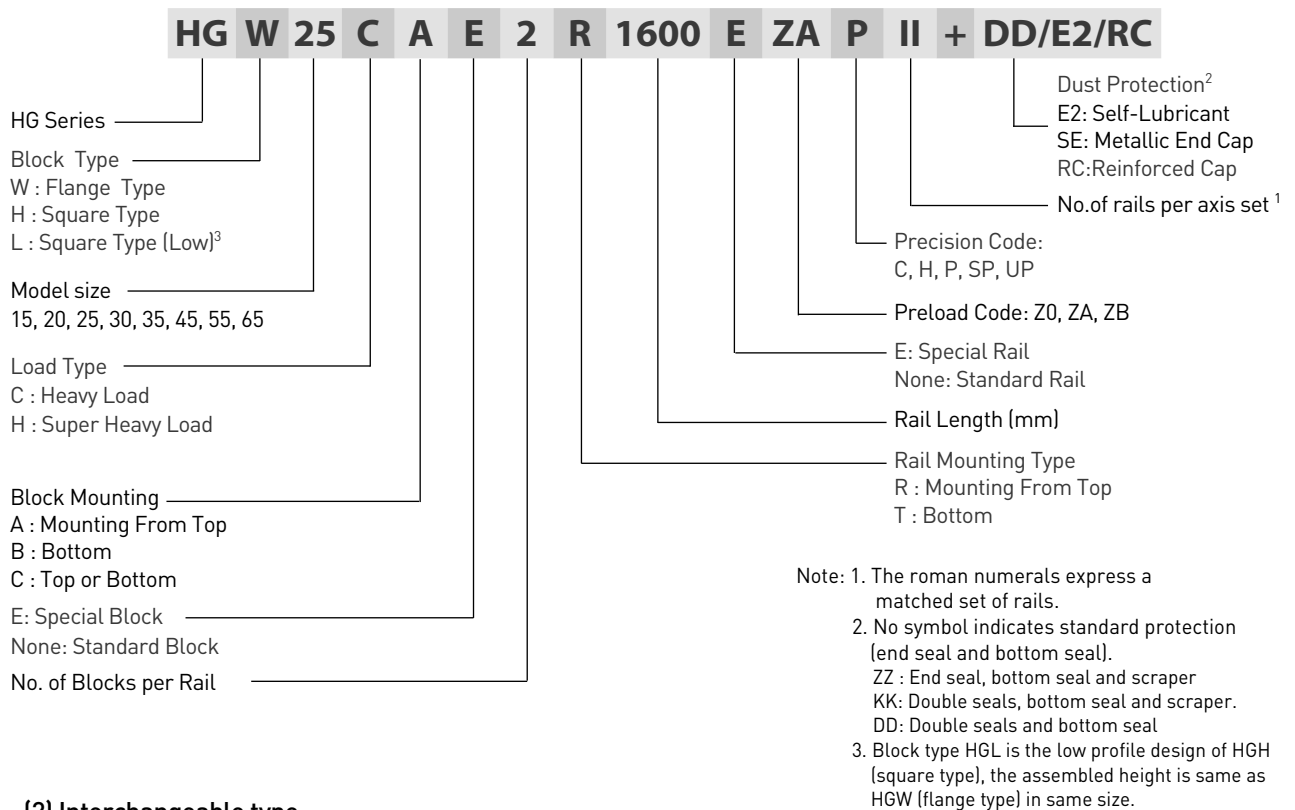 HG W 25 C A E 2 R 1600 E ZA P II + DD/E2/RC
HG Series
Block Type
W : Flange Type
H : Square Type
L : Square Type (Low)3
Model size
15, 20, 25, 30, 35, 45, 55, 65
Load Type
C : Heavy Load
H : Super Heavy Load
Block Mounting
A : Mounting From Top
B : Bottom
C : Top or Bottom
E: Special Block
None: Standard Block
No. of Blocks per Rail
Dust Protection2
E2: Self-Lubricant
SE: Metallic End Cap
RC:Reinforced Cap
No.of rails per axis set 1
Precision Code:
C, H, P, SP, UP
Preload Code: Z0, ZA, ZB
E: Special Rail
None: Standard Rail
Rail Length (mm)
Rail Mounting Type
R : Mounting From Top
T : Bottom
Note: 1. The roman numerals express a
matched set of rails.
2. No symbol indicates standard protection
(end seal and bottom seal).
ZZ : End seal, bottom seal and scraper
KK: Double seals, bottom seal and scraper.
DD: Double seals and bottom seal
3. Block type HGL is the low profile design of HGH
(square type), the assembled height is same as
HGW (flange type) in same size.
(2) Interchangeable type